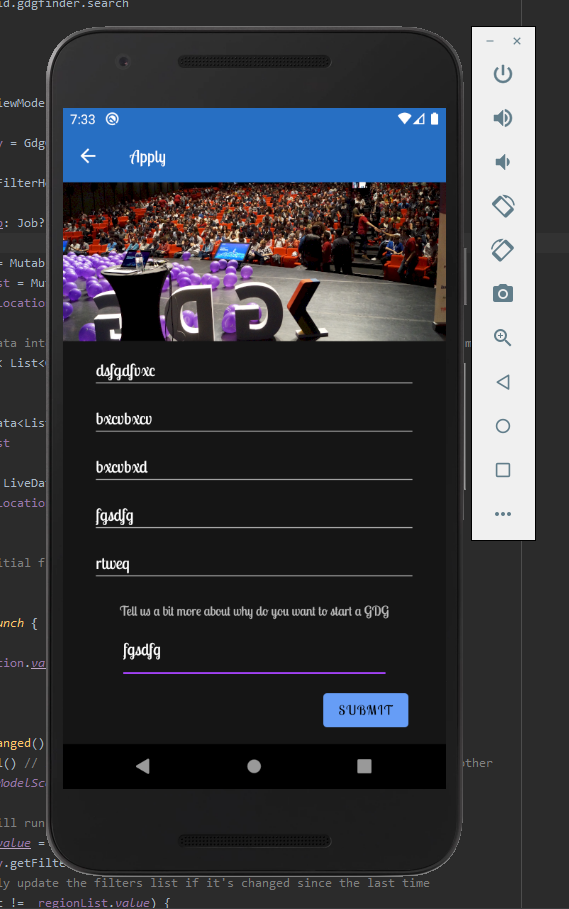 ld.gdgfinder.search
7:33
Apply
GDG
dsfgdfvxc
bxcvbxcv
bxcvbxd
fgsdfg
rtweq
Tell us a bit more about why do you want to start a GDG
fgsdfg
SUBMIT
iewMode
y = Gdg
FilterH
: Job?
= Mutab
st = Mu
Locatio
ata int
< List<
ata<Lis
st
LiveDa
Locatio
itial f
unch {
tion.va
anged()
l() //
other
ModelSc
ill run
value =
y.getFilte
ly update the filters list if it's changed since the last time
t != _regionList.value) {